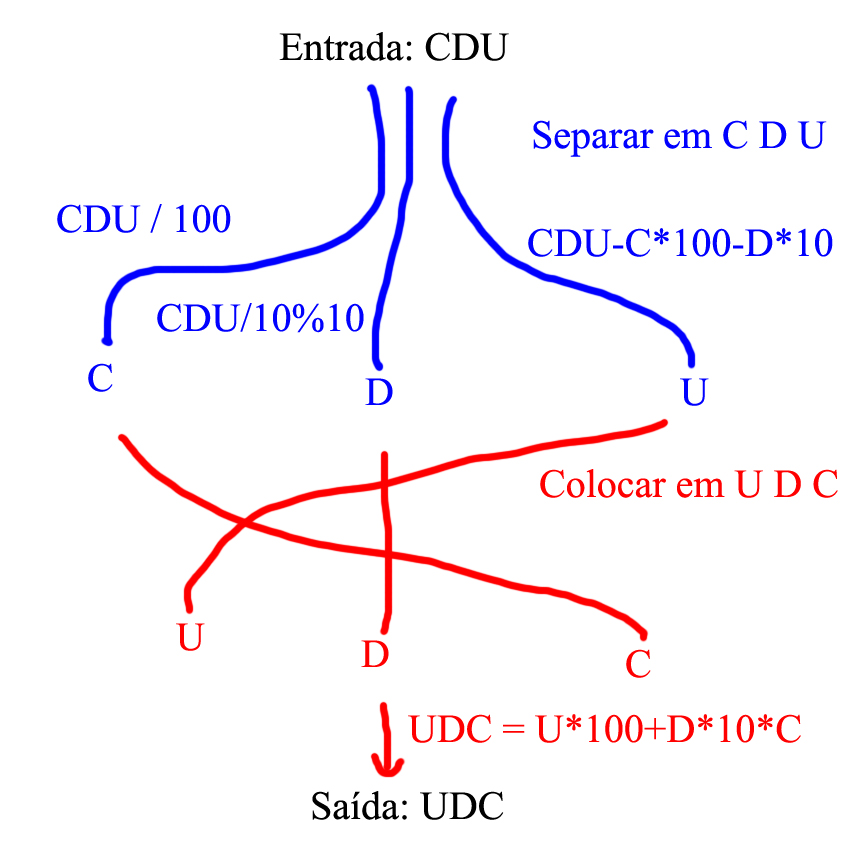 Entrada: CDU
Separar em C D U
CDU / 100
CDU-C*100-D*10
CDU/10%10
C
D
U
Colocar em U D C
U
D
C
UDC = U*100+D*10*C
Saída: UDC